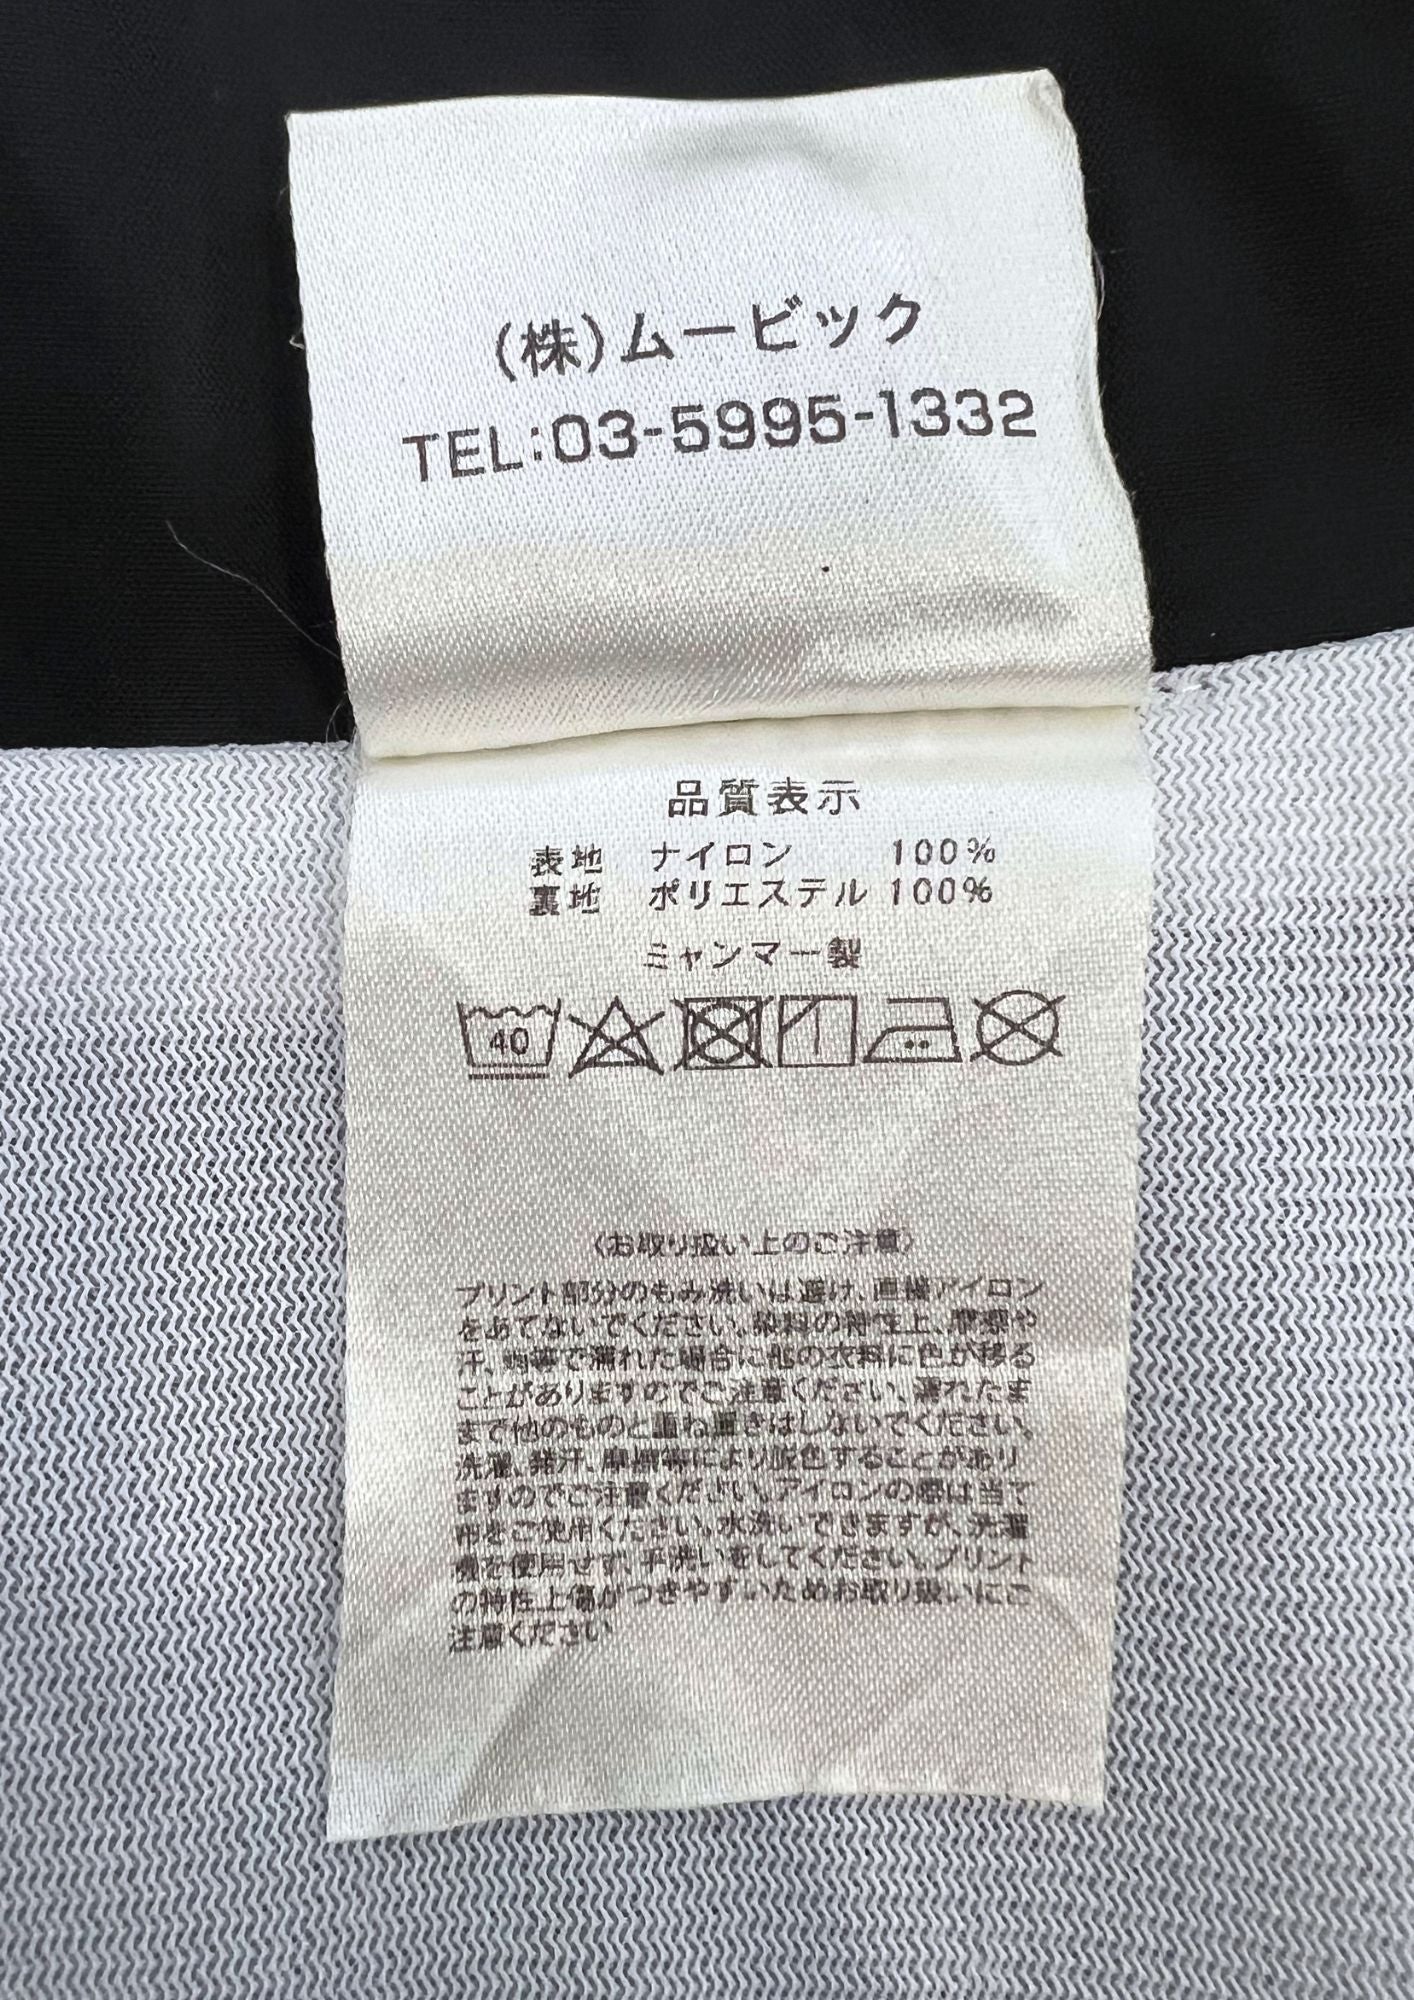 (株)ムービック
TEL:03-5995-1332
品質表示
表地 ナイロン 100%
裏地 ポリエステル 100%
ミャンマー製
40
〈お取り扱い上のご注意〉
プリント部分のもみ洗いは避け、直接アイロン
をあてないでください。染料の特性上、摩擦や
汗、雨等で濡れた場合に他の衣料に色が移る
ことがありますのでご注意ください。濡れたま
まで他のものと重ね置きはしないでください。
洗濯、発汗、摩擦等により脱色することがあり
ますのでご注意ください。アイロンの際は当て
布をご使用ください。水洗いできますが、洗濯
機を使用せず、手洗いをしてください。プリント
の特性上傷がつきやすいためお取り扱いにご
注意ください